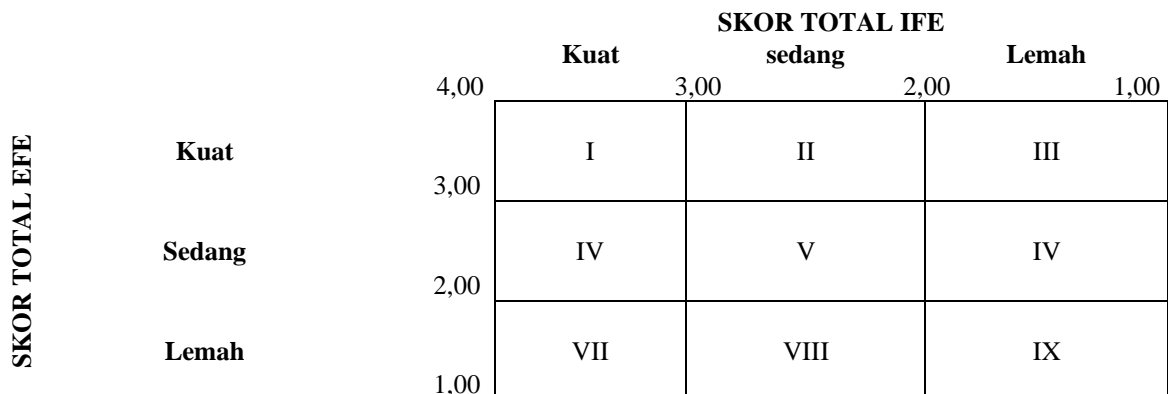 SKOR TOTAL IFE
Kuat sedang Lemah
4,00 3,00 2,00 1,00
SKOR TOTAL EFE
Kuat I II III
3,00
Sedang IV V IV
2,00
Lemah VII VIII IX
1,00